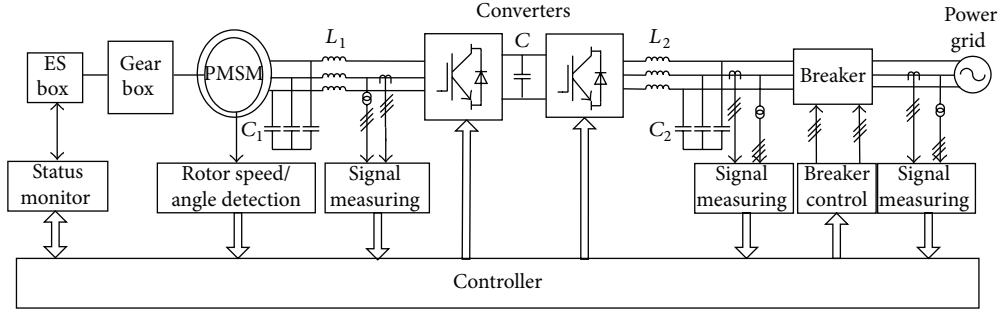 Converters
Power
grid
L1
C
L2
ES
box
Gear
box
PMSM
Breaker
C1
C2
Status
monitor
Rotor speed/
angle detection
Signal
measuring
Signal
measuring
Breaker
control
Signal
measuring
Controller